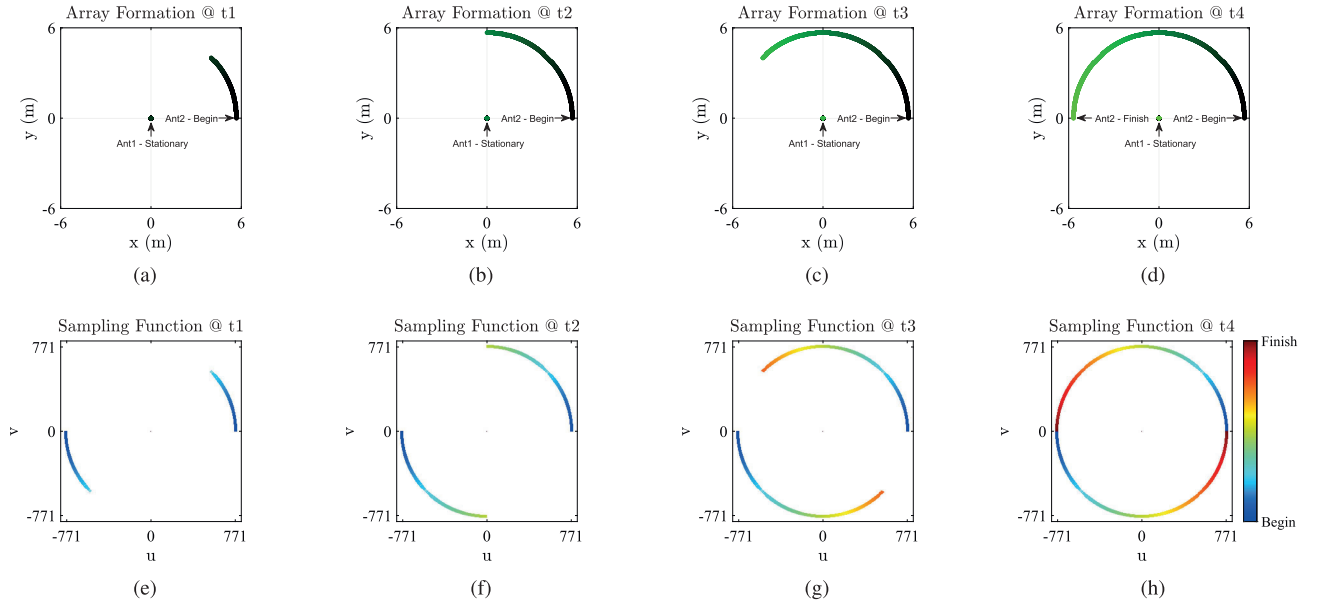 Array Formation @ t1
6
y (m)
Ant2 - Begin
0
Ant1 - Stationary
-6
-6 0 6
x (m)
(a)
Array Formation @ t2
6
y (m)
Ant2 - Begin
0
Ant1 - Stationary
-6
-6 0 6
x (m)
(b)
Array Formation @ t3
6
y (m)
Ant2 - Begin
0
Ant1 - Stationary
-6
-6 0 6
x (m)
(c)
Array Formation @ t4
6
y (m)
Ant2 - Finish Ant2 - Begin
0
Ant1 - Stationary
-6
-6 0 6
x (m)
(d)
Sampling Function @ t1
771
v
0
-771
-771 0 771
u
(e)
Sampling Function @ t2
771
v
0
-771
-771 0 771
u
(f)
Sampling Function @ t3
771
v
0
-771
-771 0 771
u
(g)
Sampling Function @ t4
771
v
0
-771
-771 0 771
u
Finish
Begin
(h)